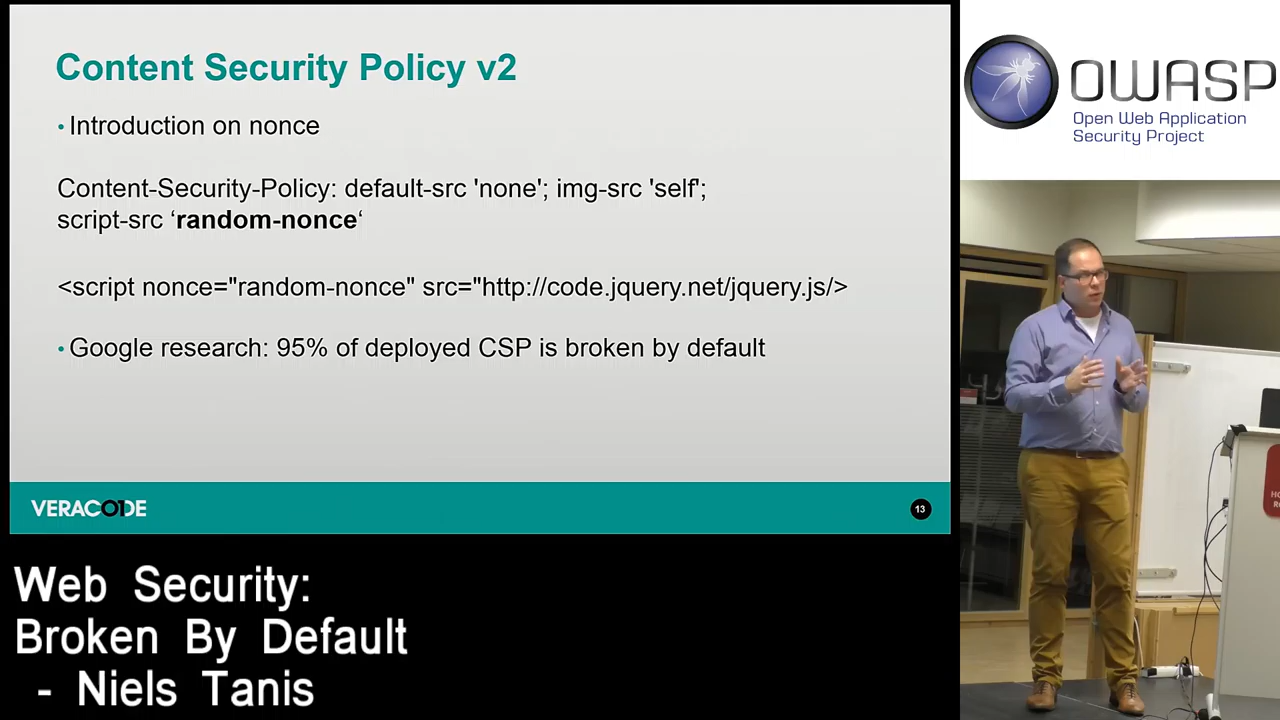 Content Security Policy v2
• Introduction on nonce
Content-Security-Policy: default-src 'none'; img-src 'self';
script-src ‘random-nonce‘
<script nonce="random-nonce" src="http://code.jquery.net/jquery.js/>
• Google research: 95% of deployed CSP is broken by default
VERACODE
13
OWASP
Open Web Application
Security Project
Web Security:
Broken By Default
- Niels Tanis